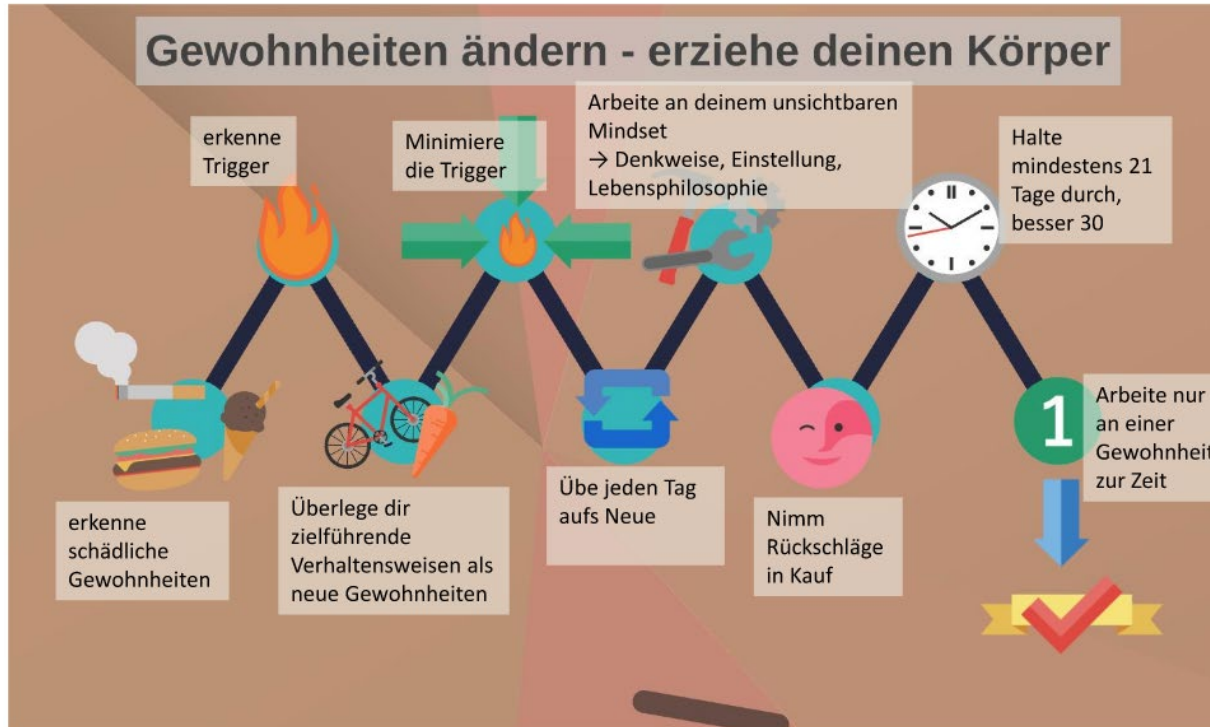 Gewohnheiten ändern - erziehe deinen Körper
erkenne
schädliche
Gewohnheiten
erkenne
Trigger
Überlege dir
zielführende
Verhaltensweisen als
neue Gewohnheiten
Minimiere
die Trigger
Übe jeden Tag
aufs Neue
Arbeite an deinem unsichtbaren
Mindset
→ Denkweise, Einstellung,
Lebensphilosophie
Nimm
Rückschläge
in Kauf
Halte
mindestens 21
Tage durch,
besser 30
1
Arbeite nur
an einer
Gewohnheit
zur Zeit